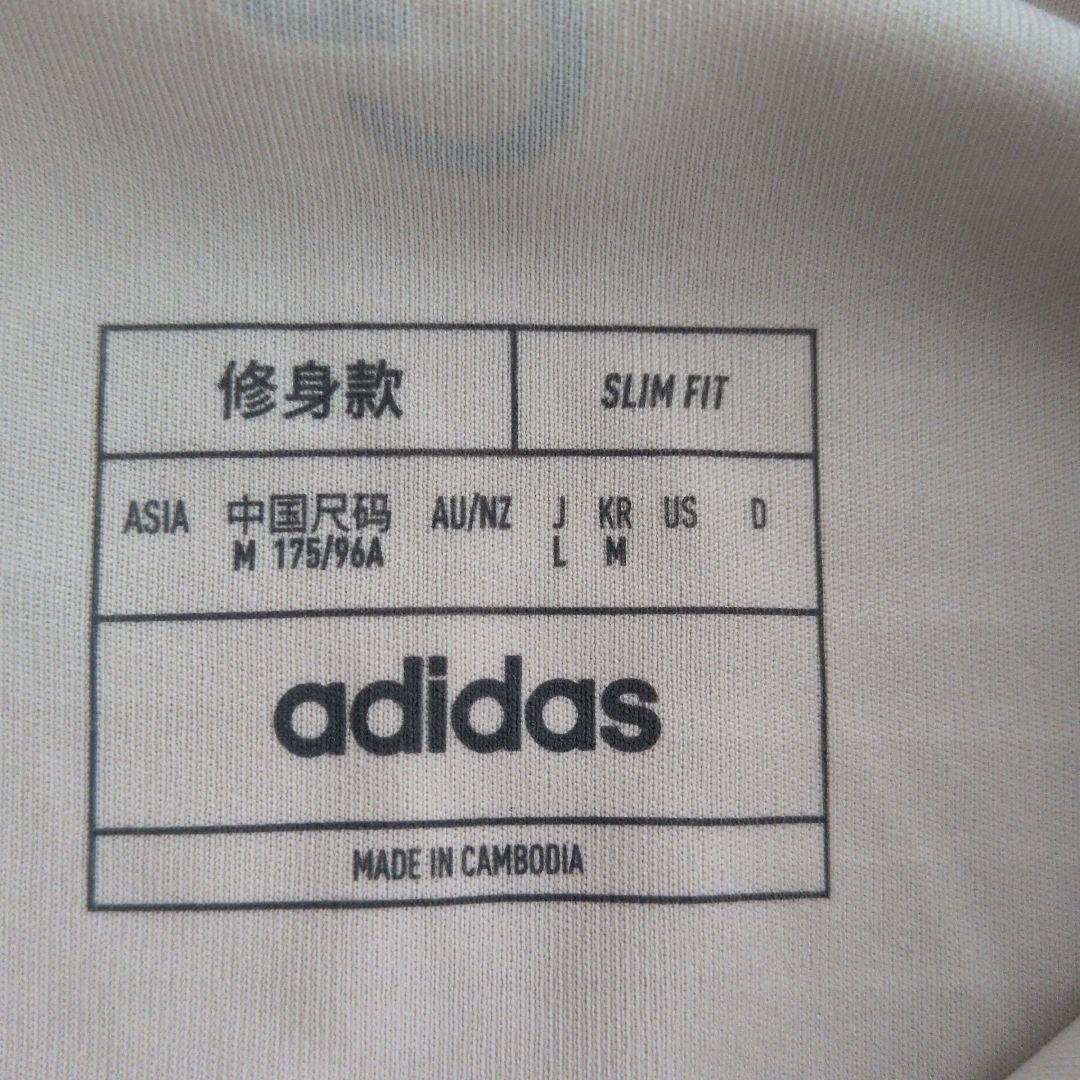 修身款 SLIM FIT
ASIA 中国尺码 AU/NZ J KR US D
M 175/96A L M
adidas
MADE IN CAMBODIA